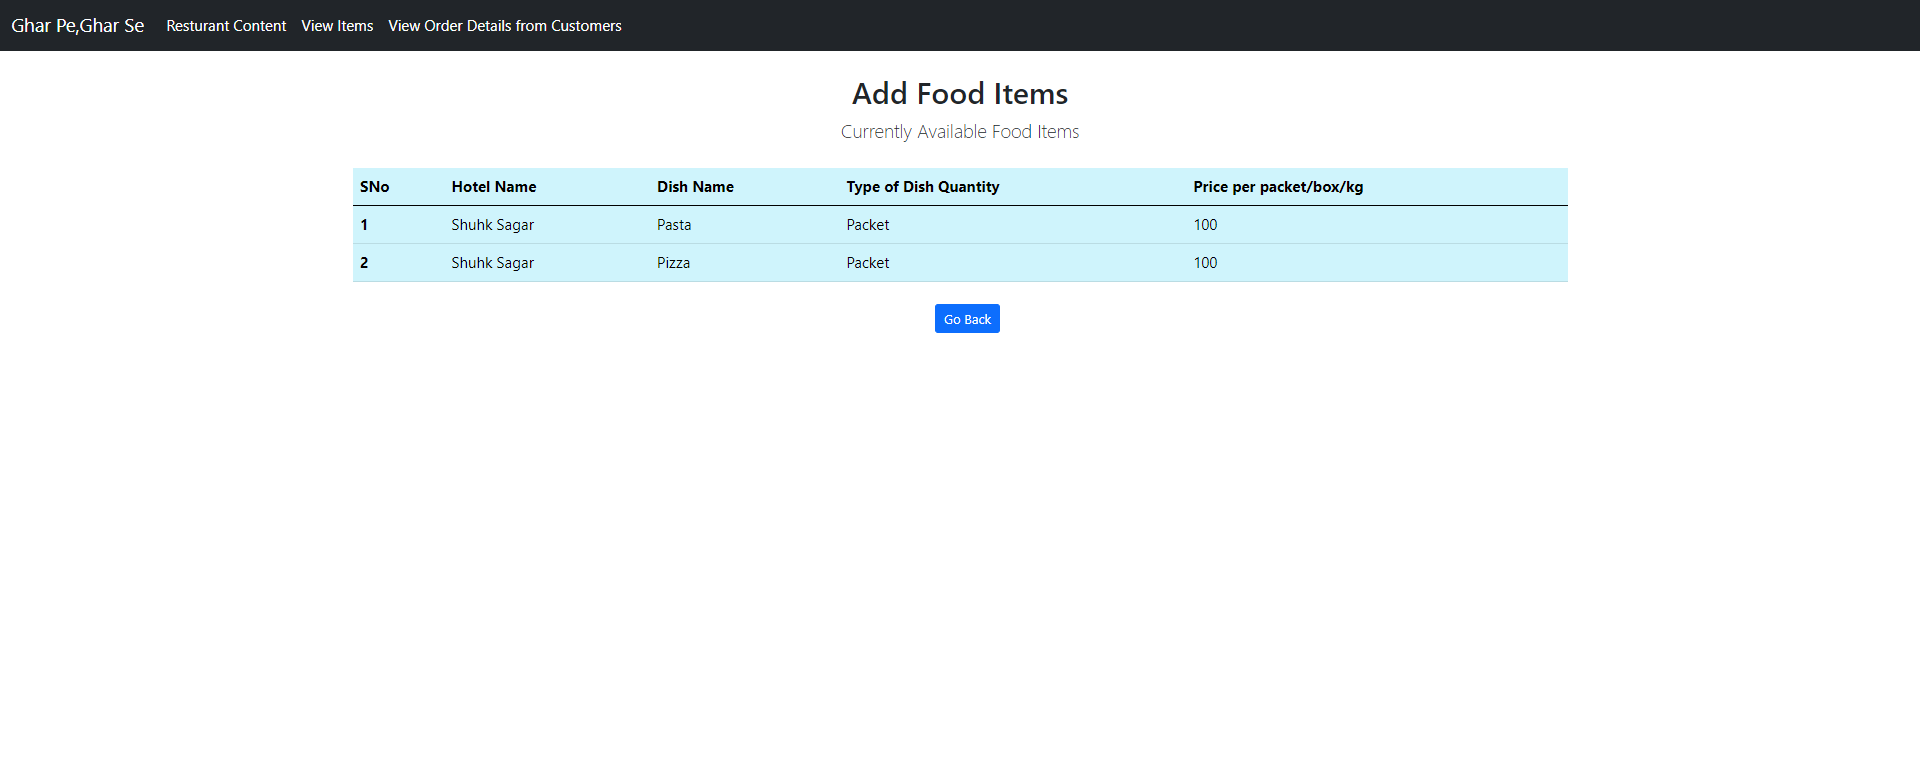 Ghar Pe,Ghar Se Resturant Content View Items View Order Details from Customers
Add Food Items
Currently Available Food Items
SNo Hotel Name Dish Name Type of Dish Quantity Price per packet/box/kg
1 Shuhk Sagar Pasta Packet 100
2 Shuhk Sagar Pizza Packet 100
Go Back